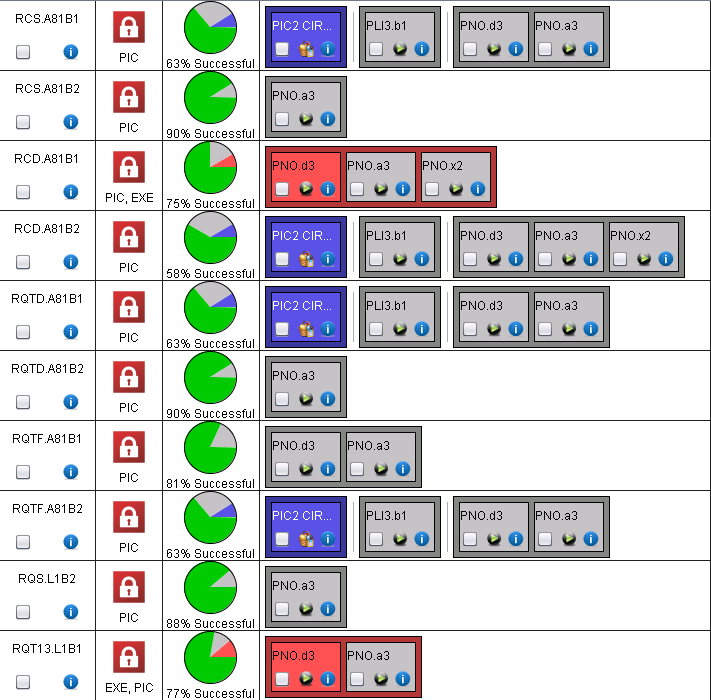 RCS.A81B1
PIC
63% Successful
PIC2 CIR...
PLI3.b1
PNO.d3
PNO.a3
RCS.A81B2
PIC
90% Successful
PNO.a3
RCD.A81B1
PIC, EXE
75% Successful
PNO.d3
PNO.a3
PNO.x2
RCD.A81B2
PIC
58% Successful
PIC2 CIR...
PLI3.b1
PNO.d3
PNO.a3
PNO.x2
RQTD.A81B1
PIC
63% Successful
PIC2 CIR...
PLI3.b1
PNO.d3
PNO.a3
RQTD.A81B2
PIC
90% Successful
PNO.a3
RQTF.A81B1
PIC
81% Successful
PNO.d3
PNO.a3
RQTF.A81B2
PIC
63% Successful
PIC2 CIR...
PLI3.b1
PNO.d3
PNO.a3
RQS.L1B2
PIC
88% Successful
PNO.a3
RQT13.L1B1
EXE, PIC
77% Successful
PNO.d3
PNO.a3